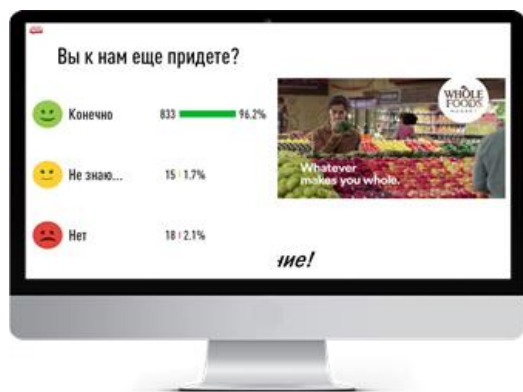 Вы к нам еще придете?
Конечно 833 96.2%
Не знаю... 15 1.7%
Нет 18 2.1%
WHOLE
FOODS
MARKET
Whatever
makes you whole.
ние!